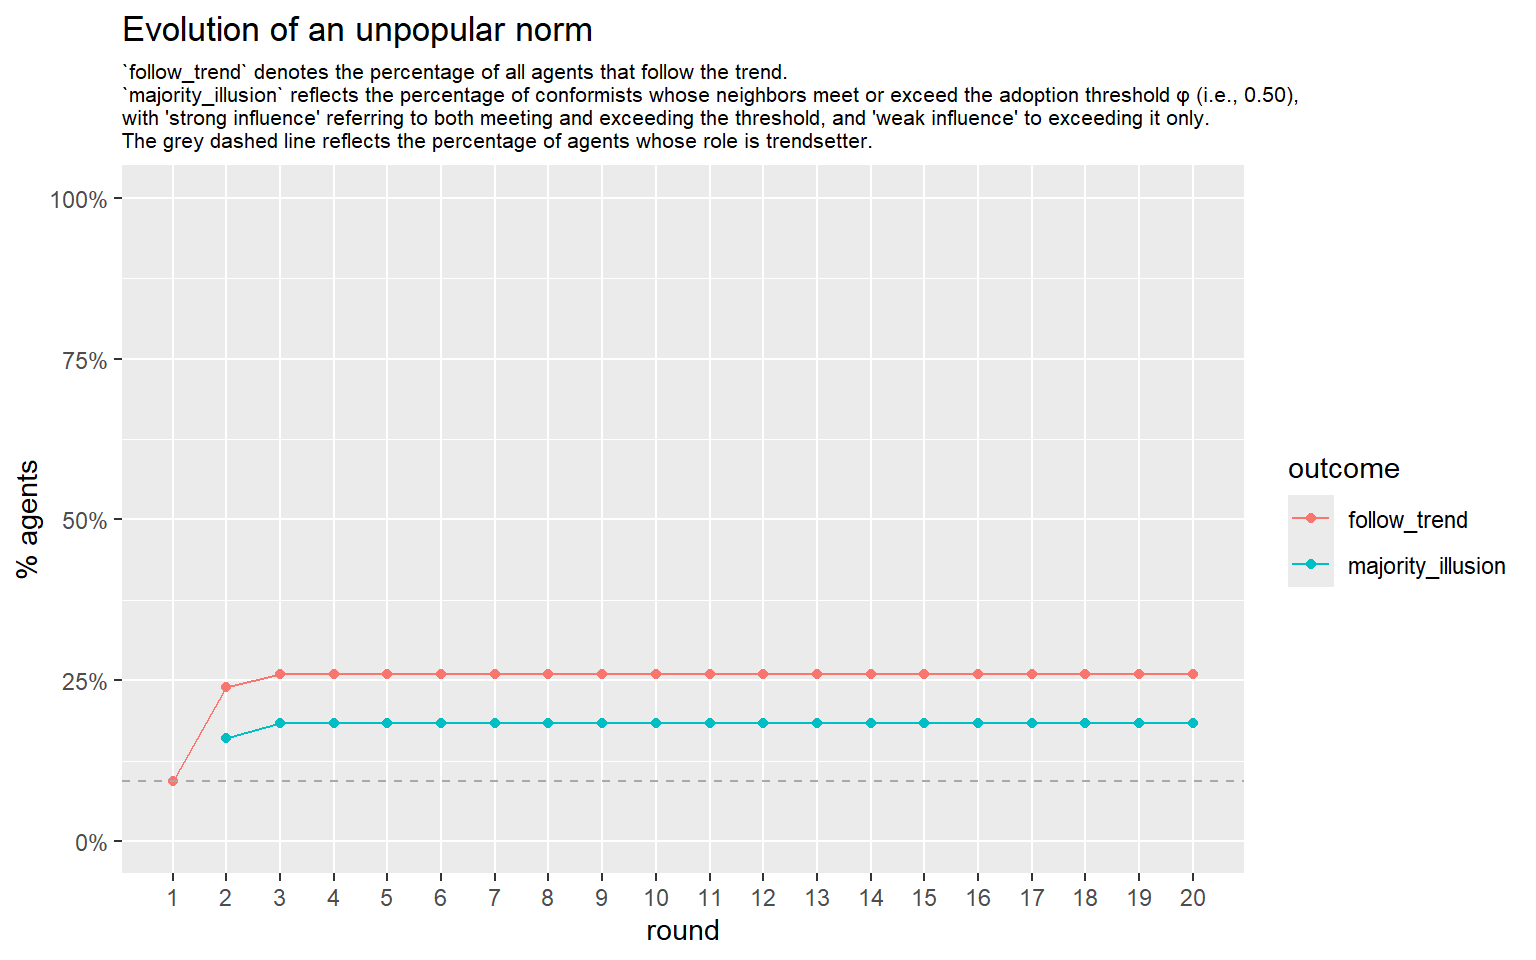 Evolution of an unpopular norm
`follow_trend` denotes the percentage of all agents that follow the trend.
`majority_illusion` reflects the percentage of conformists whose neighbors meet or exceed the adoption threshold φ (i.e., 0.50),
with 'strong influence' referring to both meeting and exceeding the threshold, and 'weak influence' to exceeding it only.
The grey dashed line reflects the percentage of agents whose role is trendsetter.
100%
75%
50%
25%
0%
% agents
1 2 3 4 5 6 7 8 9 10 11 12 13 14 15 16 17 18 19 20
round
outcome
follow_trend
majority_illusion